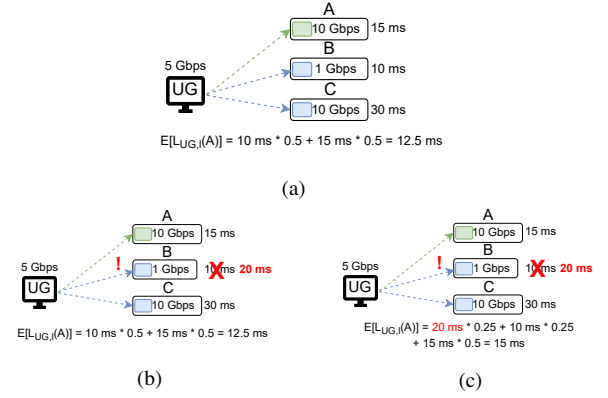 A
10 Gbps 15 ms
B
5 Gbps
1 Gbps 10 ms
UG
C
10 Gbps 30 ms
E[L_UG,I(A)] = 10 ms * 0.5 + 15 ms * 0.5 = 12.5 ms
(a)
A
10 Gbps 15 ms
B
5 Gbps
! 1 Gbps 10 ms X 20 ms
UG
C
10 Gbps 30 ms
E[L_UG,I(A)] = 10 ms * 0.5 + 15 ms * 0.5 = 12.5 ms
(b)
A
10 Gbps 15 ms
B
5 Gbps
! 1 Gbps 10 ms X 20 ms
UG
C
10 Gbps 30 ms
E[L_UG,I(A)] = 20 ms * 0.25 + 10 ms * 0.25
+ 15 ms * 0.5 = 15 ms
(c)